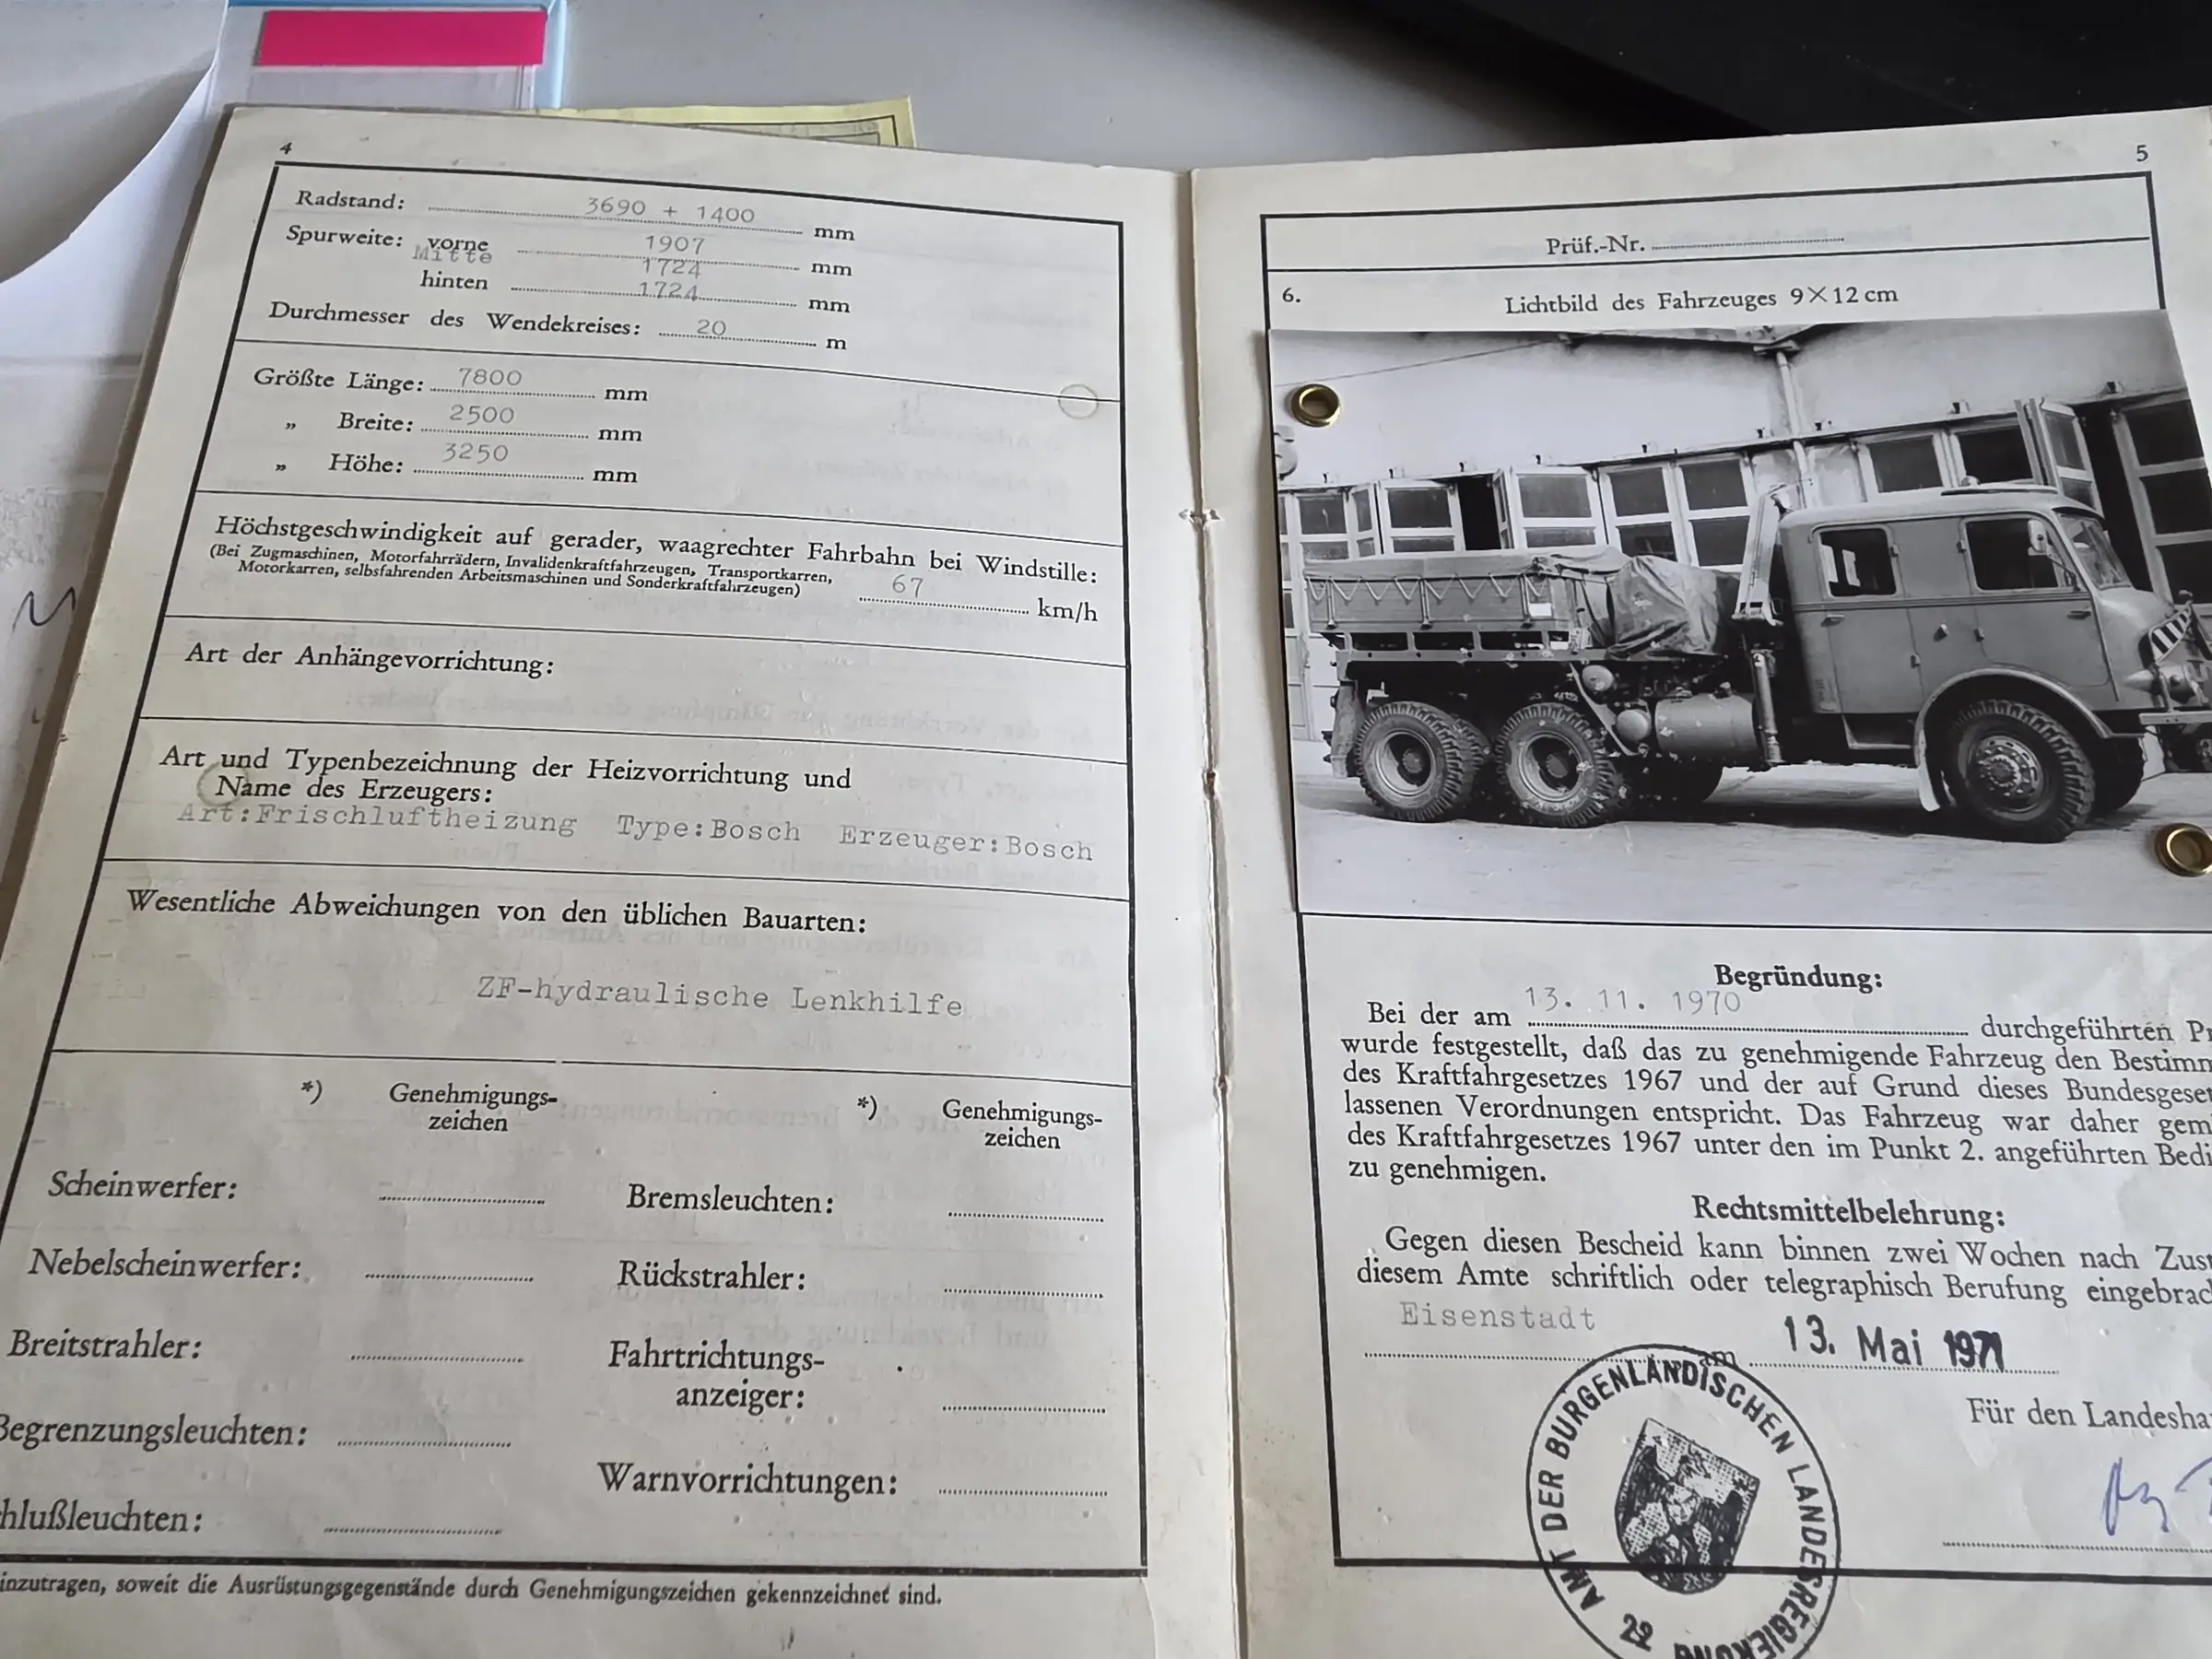 4
Radstand: 3690 + 1400 mm
Spurweite: vorne 1907 mm
Mitte 1724
hinten 1724 mm
Durchmesser des Wendekreises: 20 m
Größte Länge: 7800 mm
„ Breite: 2500 mm
„ Höhe: 3250 mm
Höchstgeschwindigkeit auf gerader, waagrechter Fahrbahn bei Windstille:
(Bei Zugmaschinen, Motorfahrrädern, Invalidenkraftfahrzeugen, Transportkarren,
Motorkarren, selbsfahrenden Arbeitsmaschinen und Sonderkraftfahrzeugen) 67 km/h
Art der Anhängevorrichtung:
Art und Typenbezeichnung der Heizvorrichtung und
Name des Erzeugers:
Art:Frischluftheizung Type:Bosch Erzeuger:Bosch
Wesentliche Abweichungen von den üblichen Bauarten:
ZF-hydraulische Lenkhilfe
*) Genehmigungs- *) Genehmigungs-
zeichen zeichen
Scheinwerfer: Bremsleuchten:
Nebelscheinwerfer: Rückstrahler:
Breitstrahler: Fahrtrichtungs-
anzeiger:
Begrenzungsleuchten:
Warnvorrichtungen:
hlußleuchten:
inzutragen, soweit die Ausrüstungsgegenstände durch Genehmigungszeichen gekennzeichnet sind.
5
Prüf.-Nr.
6. Lichtbild des Fahrzeuges 9×12 cm
Begründung:
Bei der am 13. 11. 1970 durchgeführten
wurde festgestellt, daß das zu genehmigende Fahrzeug den Bestimm
des Kraftfahrgesetzes 1967 und der auf Grund dieses Bundesgeset
lassenen Verordnungen entspricht. Das Fahrzeug war daher gem
des Kraftfahrgesetzes 1967 unter den im Punkt 2. angeführten Bedi
zu genehmigen.
Rechtsmittelbelehrung:
Gegen diesen Bescheid kann binnen zwei Wochen nach Zust
diesem Amte schriftlich oder telegraphisch Berufung eingebrac
Eisenstadt am 13. Mai 1971
Für den Landesha
AMT DER BURGENLÄNDISCHEN LANDESREGIERUNG
22